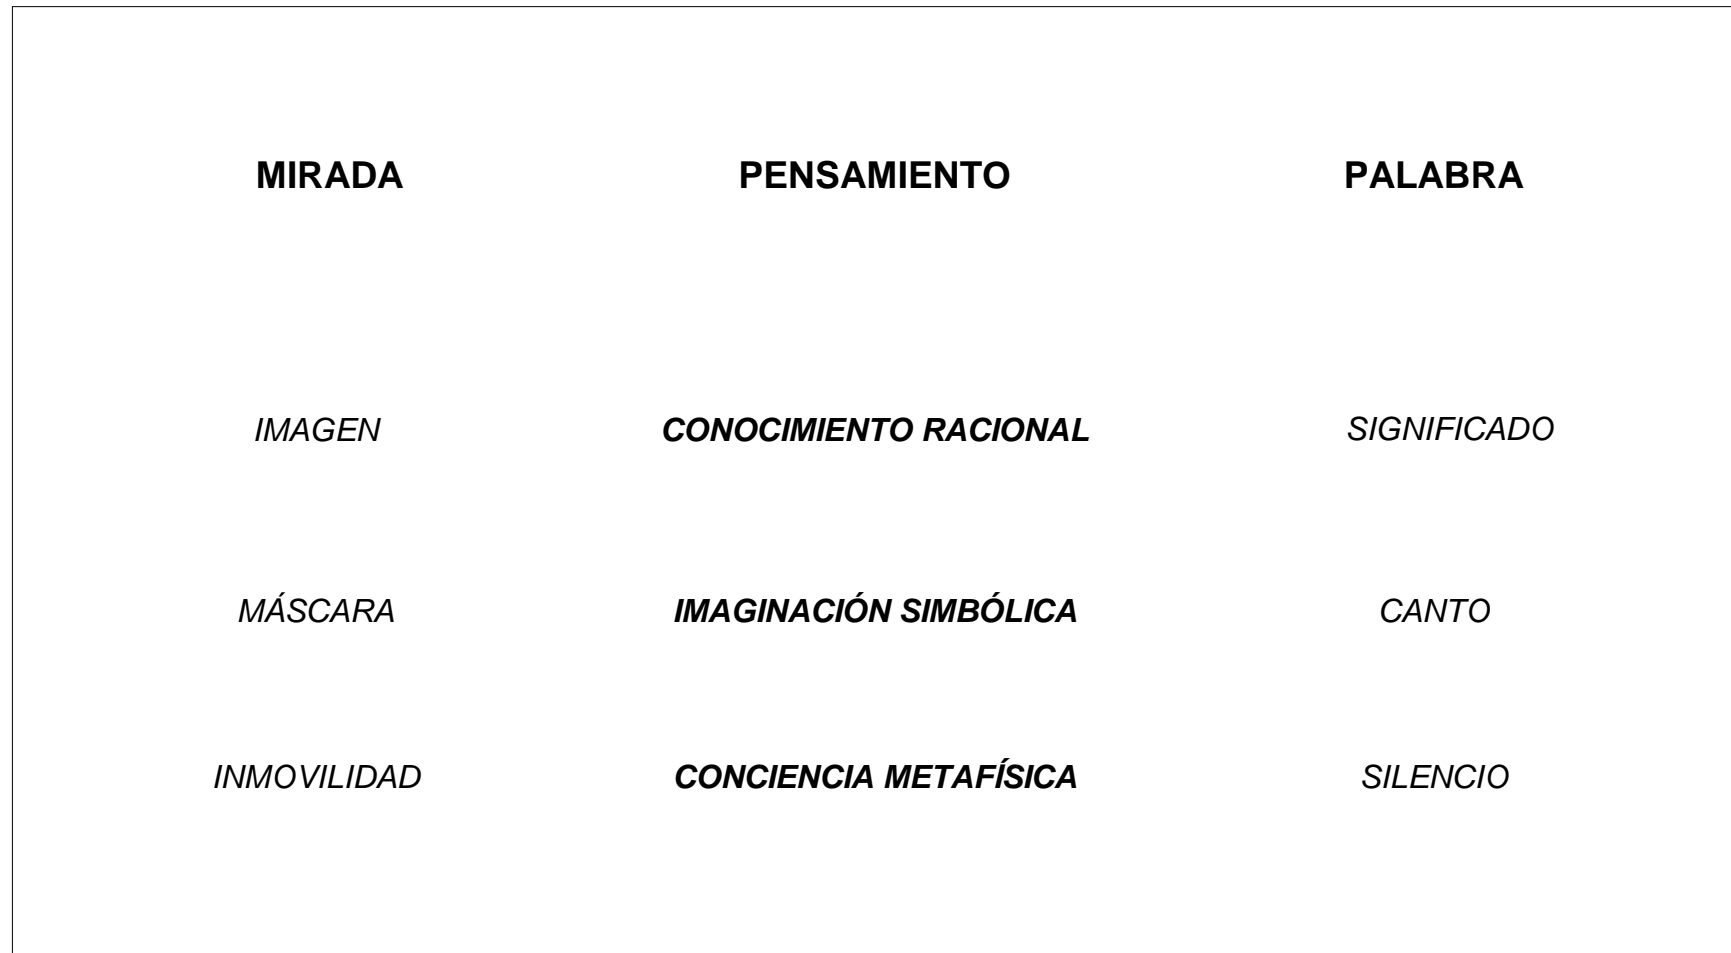 MIRADA PENSAMIENTO PALABRA
IMAGEN CONOCIMIENTO RACIONAL SIGNIFICADO
MÁSCARA IMAGINACIÓN SIMBÓLICA CANTO
INMOVILIDAD CONCIENCIA METAFÍSICA SILENCIO